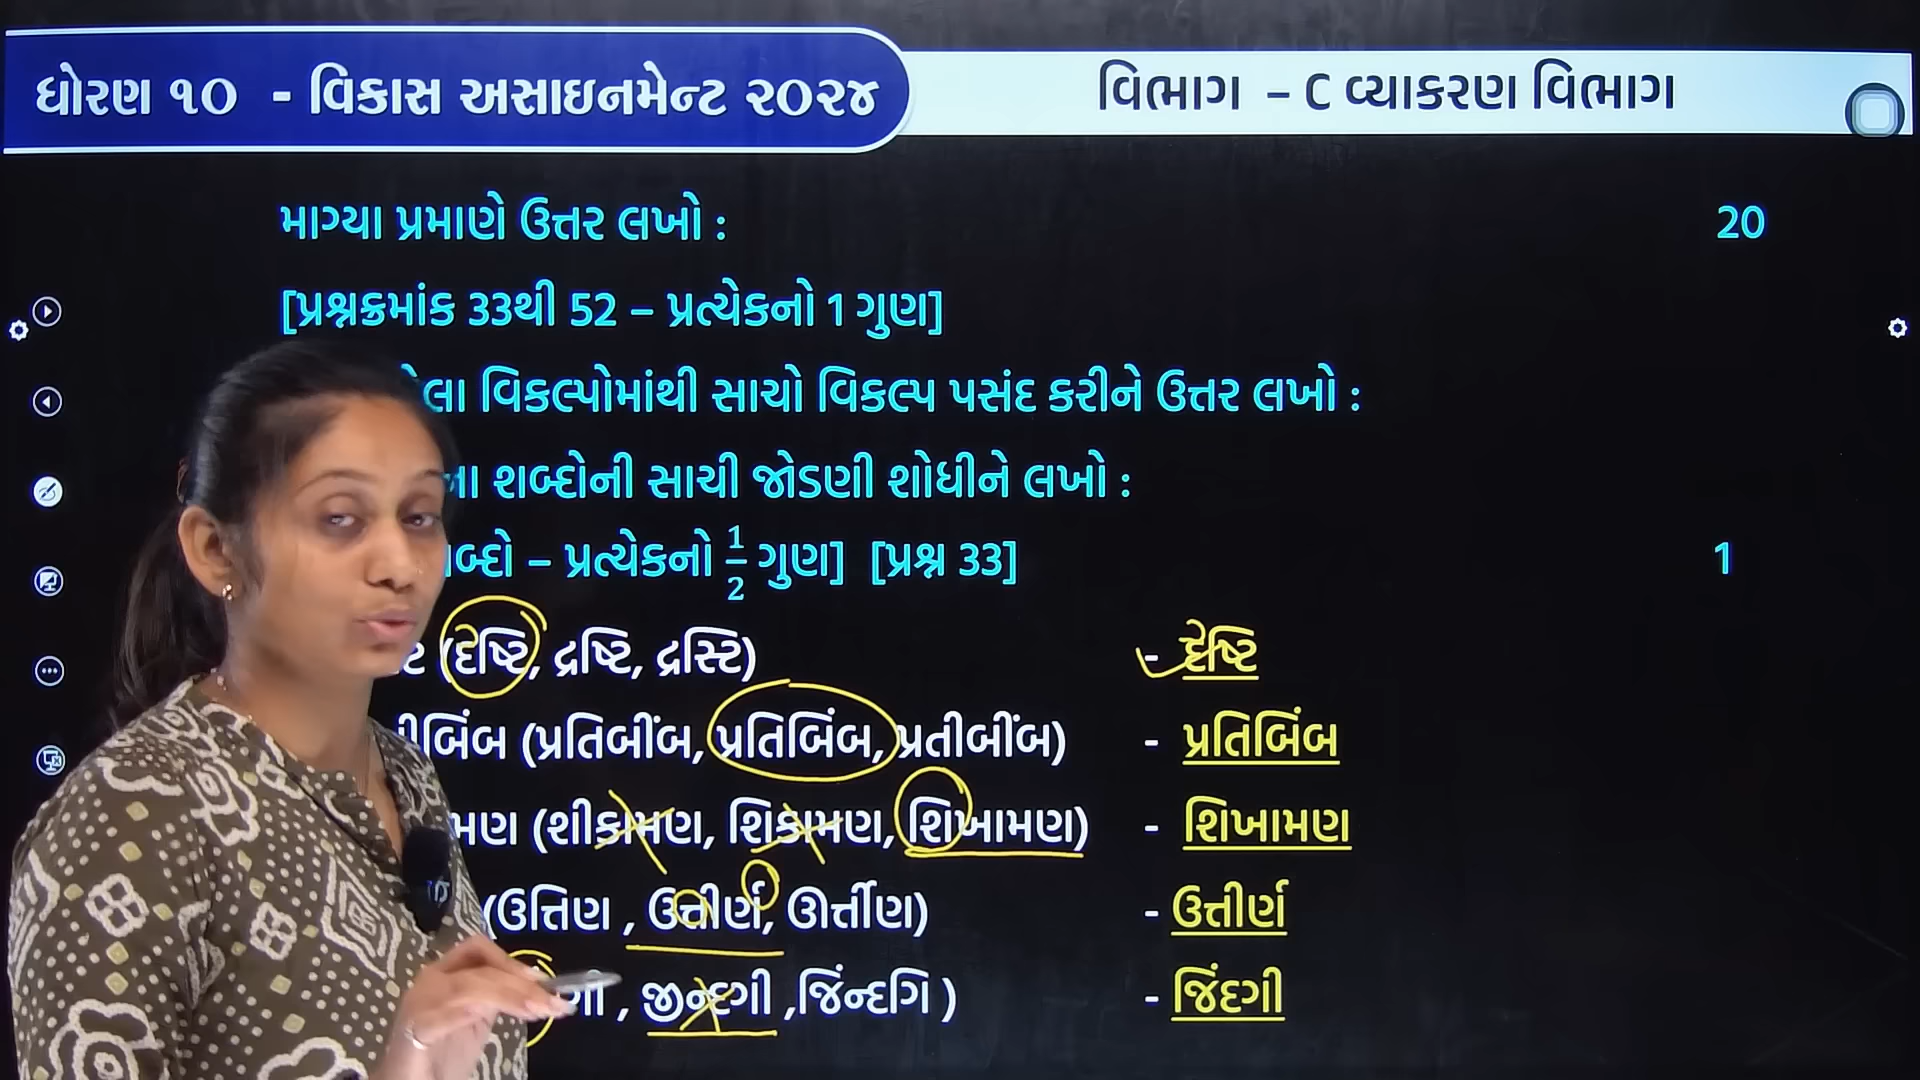 ધોરણ ૧૦ - વિકાસ અસાઇનમેન્ટ ૨૦૨૪
વિભાગ – C વ્યાકરણ વિભાગ
માગ્યા પ્રમાણે ઉત્તર લખો : 20
[પ્રશ્નક્રમાંક 33થી 52 – પ્રત્યેકનો 1 ગુણ]
વિકલ્પોમાંથી સાચો વિકલ્પ પસંદ કરીને ઉત્તર લખો :
શબ્દોની સાચી જોડણી શોધીને લખો :
– પ્રત્યેકનો 1/2 ગુણ] [પ્રશ્ન 33] 1
(દૃષ્ટિ, દ્રષ્ટિ, દ્રસ્ટિ) - દૃષ્ટિ
(પ્રતિબીંબ, પ્રતિબિંબ, પ્રતીબીંબ) - પ્રતિબિંબ
(શીકામણ, શિકામણ, શિખામણ) - શિખામણ
(ઉત્તિણ , ઉત્તીર્ણ, ઊર્ત્તીણ) - ઉત્તીર્ણ
, જીન્દગી ,જિંન્દગિ ) - જિંદગી